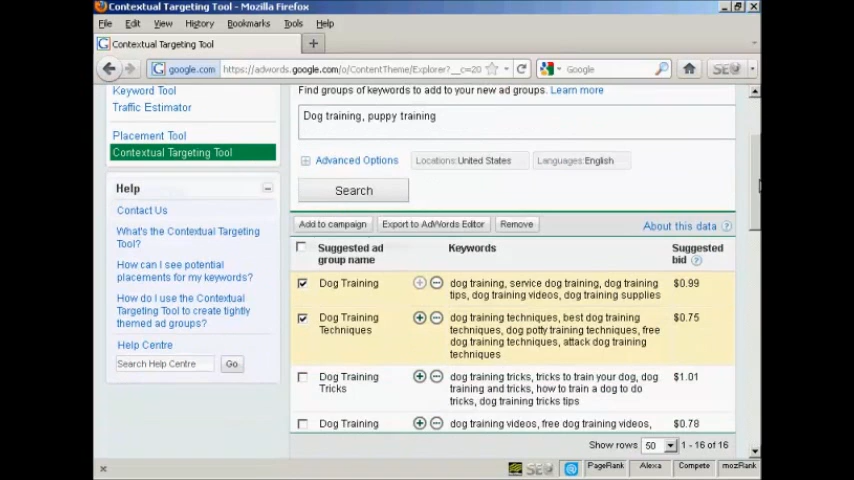 Contextual Targeting Tool - Mozilla Firefox
File Edit View History Bookmarks Tools Help
Contextual Targeting Tool
google.com https://adwords.google.com/o/ContentTheme/Explorer?__c=20 Google SEO
Keyword Tool
Traffic Estimator
Placement Tool
Contextual Targeting Tool
Help
Contact Us
What's the Contextual Targeting
Tool?
How can I see potential
placements for my keywords?
How do I use the Contextual
Targeting Tool to create tightly
themed ad groups?
Help Centre
Search Help Centre Go
Find groups of keywords to add to your new ad groups. Learn more
Dog training, puppy training
Advanced Options Locations:United States Languages:English
Search
Add to campaign Export to AdWords Editor Remove About this data ?
Suggested ad
group name
Keywords
Suggested
bid ?
Dog Training
dog training, service dog training, dog training
tips, dog training videos, dog training supplies
$0.99
Dog Training
Techniques
dog training techniques, best dog training
techniques, dog potty training techniques, free
dog training techniques, attack dog training
techniques
$0.75
Dog Training
Tricks
dog training tricks, tricks to train your dog, dog
training and tricks, how to train a dog to do
tricks, dog training tricks tips
$1.01
Dog Training
dog training videos, free dog training videos,
$0.78
Show rows 50 1 - 16 of 16
SEO PageRank Alexa Compete mozRank